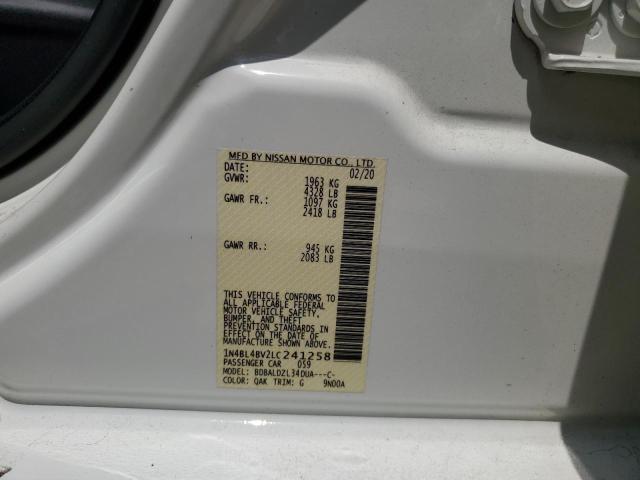 MFD BY NISSAN MOTOR CO., LTD.
DATE: 02/20
GVWR: 1963 KG
4328 LB
GAWR FR.: 1097 KG
2418 LB
GAWR RR.: 945 KG
2083 LB
THIS VEHICLE CONFORMS TO
ALL APPLICABLE FEDERAL
MOTOR VEHICLE SAFETY,
BUMPER, AND THEFT
PREVENTION STANDARDS IN
EFFECT ON THE DATE OF
MANUFACTURE SHOWN ABOVE.
1N4BL4BV2LC241258
PASSENGER CAR 059
MODEL: BDBALDZL34DUA---C-
COLOR: QAK TRIM: G 9N00A